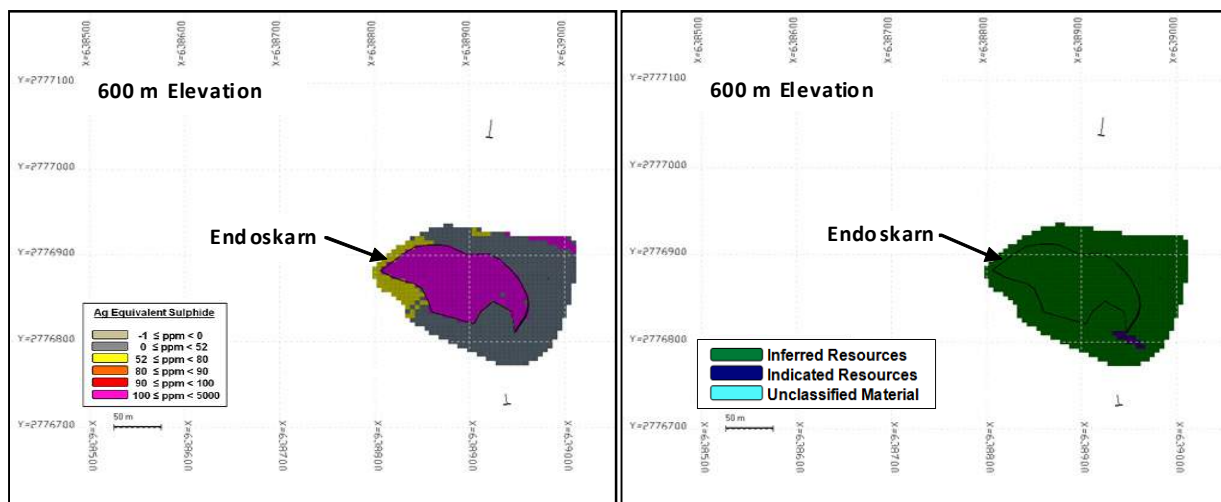 X=638500
X=638600
X=638700
X=638800
X=638900
X=639000
Y=2777100
600 m Elevation
Y=2777000
Endoskarn
Y=2776900
Ag Equivalent Sulphide
-1 ≤ ppm < 0
0 ≤ ppm < 52
52 ≤ ppm < 80
80 ≤ ppm < 90
90 ≤ ppm < 100
100 ≤ ppm < 5000
Y=2776800
50 m
Y=2776700
X=638500
X=638600
X=638700
X=638800
X=638900
X=639000
X=638500
X=638600
X=638700
X=638800
X=638900
X=639000
Y=2777100
600 m Elevation
Y=2777000
Endoskarn
Y=2776900
Y=2776800
Inferred Resources
Indicated Resources
Unclassified Material
50 m
Y=2776700
X=638500
X=638600
X=638700
X=638800
X=638900
X=639000